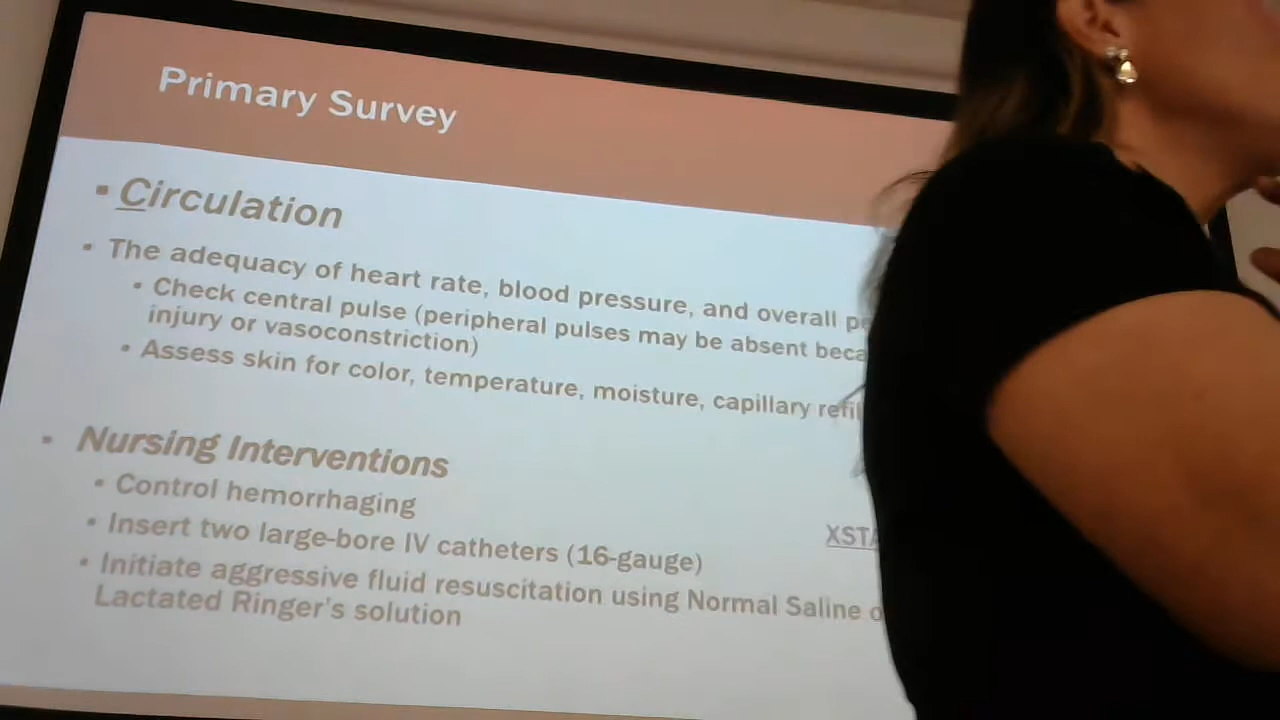 Primary Survey
▪ Circulation
▪ The adequacy of heart rate, blood pressure, and overall
• Check central pulse (peripheral pulses may be absent
injury or vasoconstriction)
• Assess skin for color, temperature, moisture, capillary
• Nursing Interventions
• Control hemorrhaging
• Insert two large-bore IV catheters (16-gauge)
• Initiate aggressive fluid resuscitation using Normal Saline
Lactated Ringer's solution